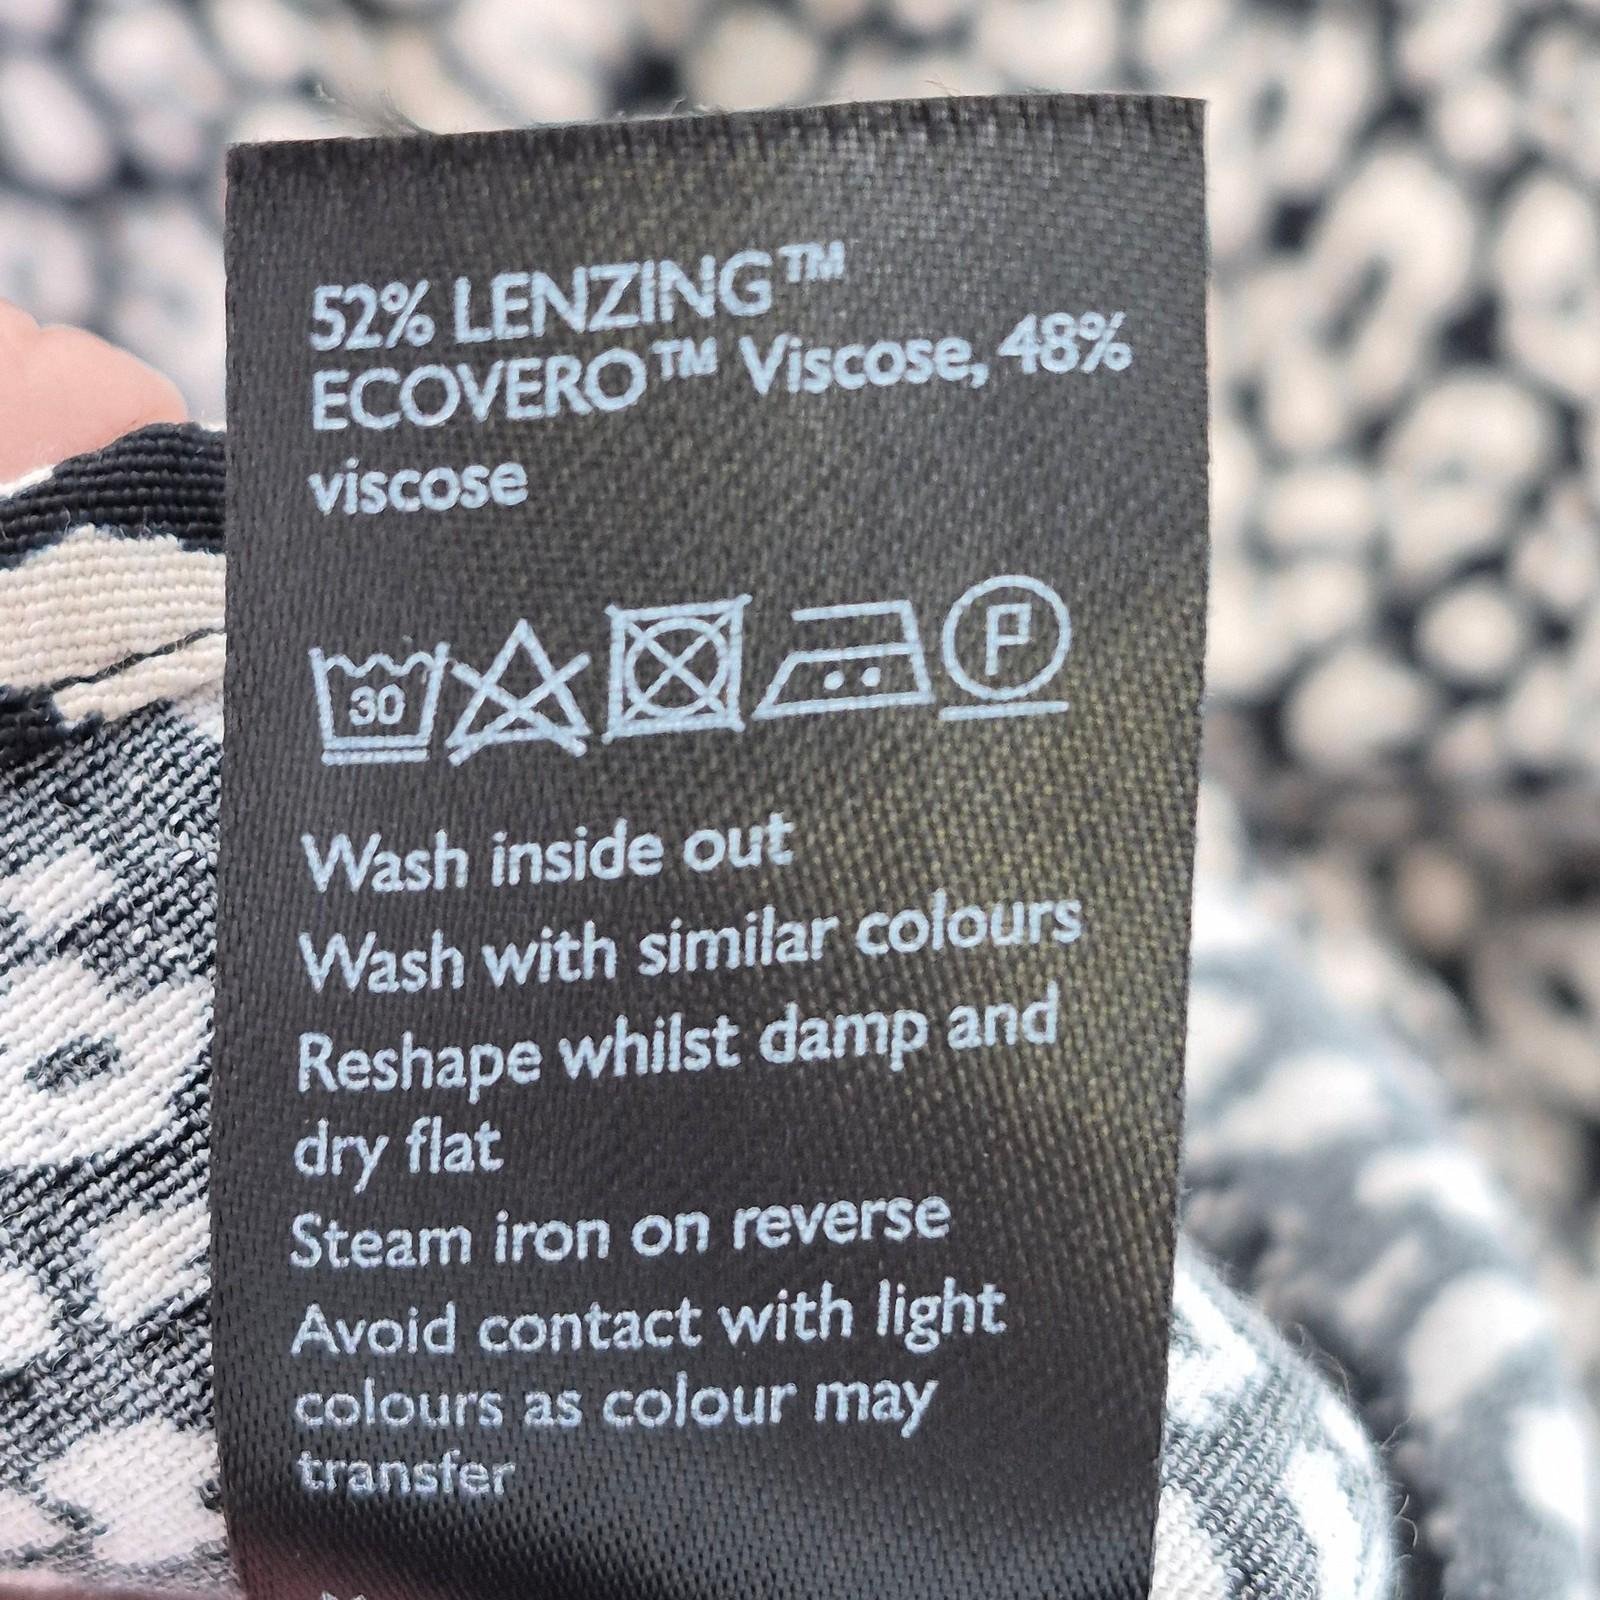 52% LENZING™
ECOVERO™ Viscose, 48%
viscose
30 P
Wash inside out
Wash with similar colours
Reshape whilst damp and
dry flat
Steam iron on reverse
Avoid contact with light
colours as colour may
transfer